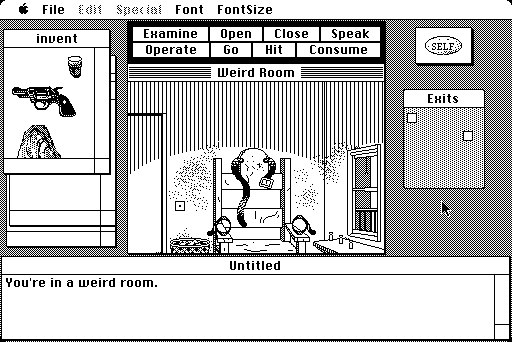 File Edit Special Font FontSize
invent
Examine Open Close Speak
Operate Go Hit Consume
SELF
Weird Room
Exits
Untitled
You're in a weird room.